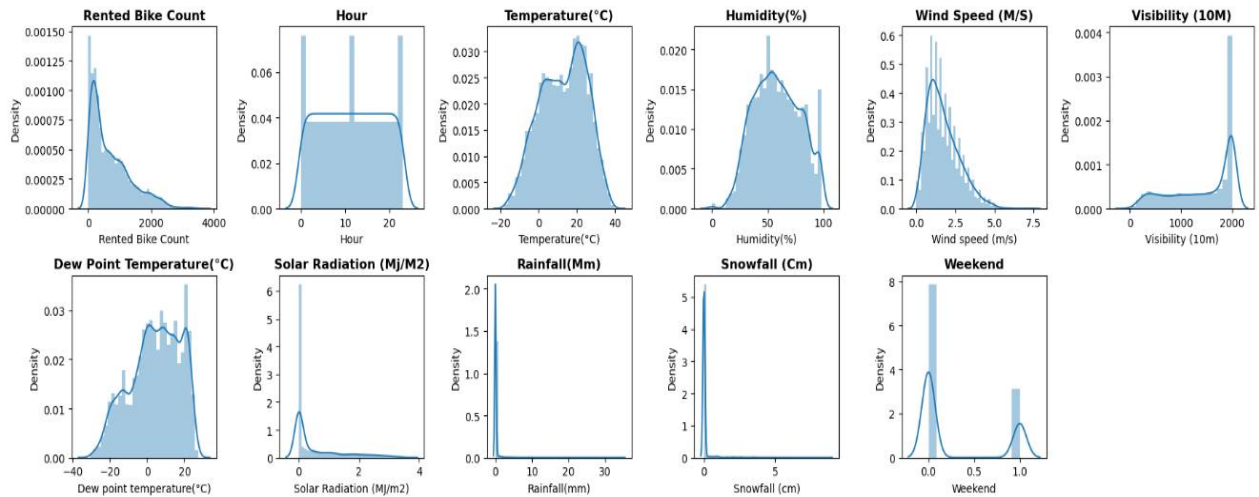 Rented Bike Count
0.00150
0.00125
0.00100
0.00075
0.00050
0.00025
0.00000
Density
0 2000 4000
Rented Bike Count
Hour
0.06
0.04
0.02
0.00
Density
0 10 20
Hour
Temperature(°C)
0.030
0.025
0.020
0.015
0.010
0.005
0.000
Density
−20 0 20 40
Temperature(°C)
Humidity(%)
0.020
0.015
0.010
0.005
0.000
Density
0 50 100
Humidity(%)
Wind Speed (M/S)
0.6
0.5
0.4
0.3
0.2
0.1
0.0
Density
0.0 2.5 5.0 7.5
Wind speed (m/s)
Visibility (10M)
0.004
0.003
0.002
0.001
0.000
Density
0 1000 2000
Visibility (10m)
Dew Point Temperature(°C)
0.03
0.02
0.01
0.00
Density
−40 −20 0 20
Dew point temperature(°C)
Solar Radiation (Mj/M2)
6
5
4
3
2
1
0
Density
0 2 4
Solar Radiation (MJ/m2)
Rainfall(Mm)
2.0
1.5
1.0
0.5
0.0
Density
0 10 20 30
Rainfall(mm)
Snowfall (Cm)
5
4
3
2
1
0
Density
0 5
Snowfall (cm)
Weekend
8
6
4
2
0
Density
0.0 0.5 1.0
Weekend